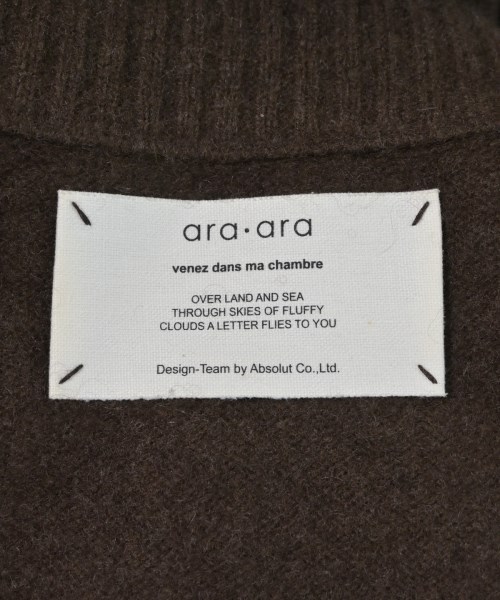 ara·ara
venez dans ma chambre
OVER LAND AND SEA
THROUGH SKIES OF FLUFFY
CLOUDS A LETTER FLIES TO YOU
Design-Team by Absolut Co.,Ltd.